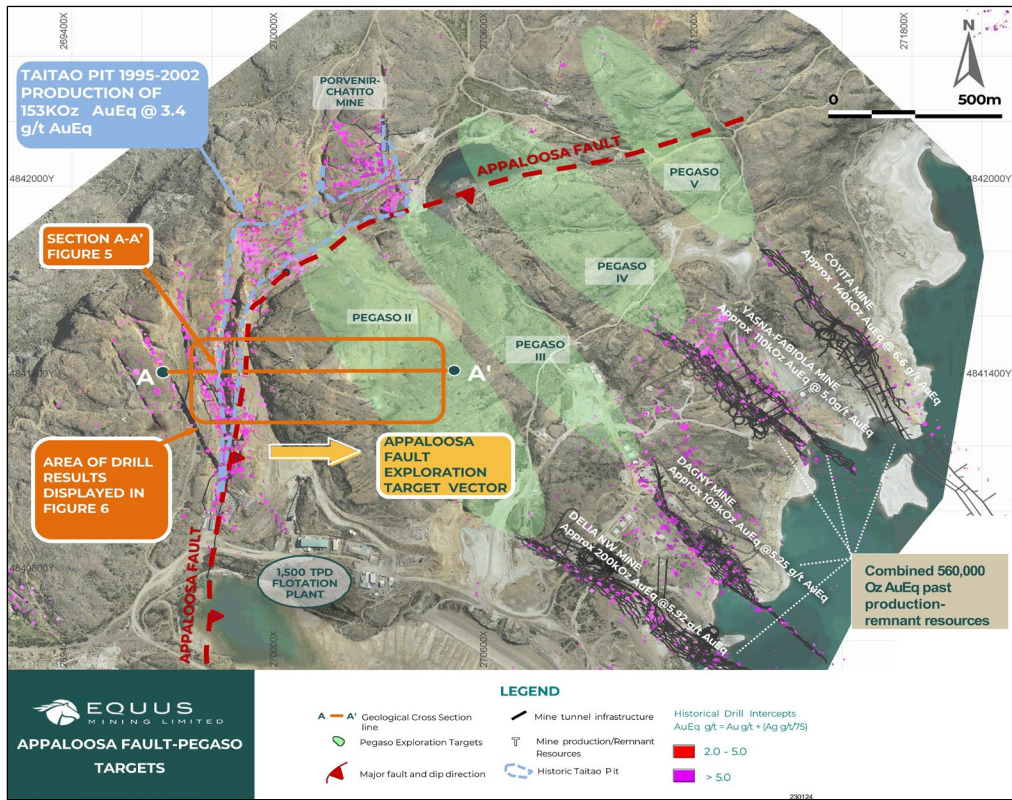 269400X
270000X
270600X
271200X
271800X
N
0 500m
TAITAO PIT 1995-2002
PRODUCTION OF
153KOz AuEq @ 3.4
g/t AuEq
PORVENIR-
CHATITO
MINE
APPALOOSA FAULT
PEGASO
V
4842000Y
4842000Y
SECTION A-A'
FIGURE 5
PEGASO
IV
COYITA MINE
Approx 140kOz AuEq @ 6.6g/t AuEq
PEGASO II
YASNA-FABIOLA MINE
Approx 110kOz AuEq @ 5.0g/t AuEq
PEGASO
III
A
A'
4841400Y
AREA OF DRILL
RESULTS
DISPLAYED IN
FIGURE 6
APPALOOSA
FAULT
EXPLORATION
TARGET VECTOR
DAGNY MINE
Approx 109kOz AuEq @5.25 g/t AuEq
DELIA NW MINE
Approx 200kOz AuEq @5.92 g/t AuEq
4840800Y
APPALOOSA FAULT
1,500 TPD
FLOTATION
PLANT
Combined 560,000
Oz AuEq past
production-
remnant resources
270000X
270600X
EQUUS
MINING LIMITED
APPALOOSA FAULT-PEGASO
TARGETS
LEGEND
A A' Geological Cross Section
line
Pegaso Exploration Targets
Major fault and dip direction
Mine tunnel infrastructure
Mine production/Remnant
Resources
Historic Taitao Pit
Historical Drill Intercepts
AuEq g/t = Au g/t + (Ag g/t/75)
2.0 - 5.0
> 5.0
230124